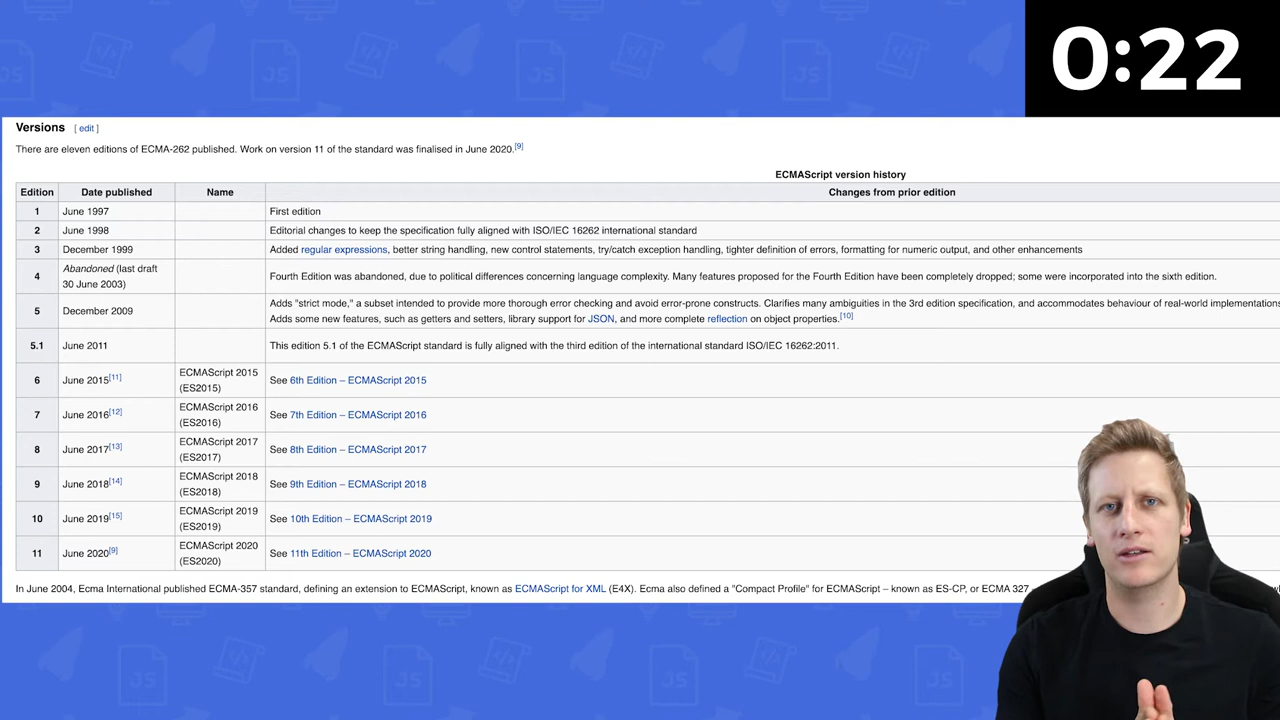 0:22
Versions [ edit ]
There are eleven editions of ECMA-262 published. Work on version 11 of the standard was finalised in June 2020.[9]
ECMAScript version history
Edition Date published Name Changes from prior edition
1 June 1997 First edition
2 June 1998 Editorial changes to keep the specification fully aligned with ISO/IEC 16262 international standard
3 December 1999 Added regular expressions, better string handling, new control statements, try/catch exception handling, tighter definition of errors, formatting for numeric output, and other enhancements
4 Abandoned (last draft
30 June 2003) Fourth Edition was abandoned, due to political differences concerning language complexity. Many features proposed for the Fourth Edition have been completely dropped; some were incorporated into the sixth edition.
5 December 2009 Adds "strict mode," a subset intended to provide more thorough error checking and avoid error-prone constructs. Clarifies many ambiguities in the 3rd edition specification, and accommodates behaviour of real-world implementations
Adds some new features, such as getters and setters, library support for JSON, and more complete reflection on object properties.[10]
5.1 June 2011 This edition 5.1 of the ECMAScript standard is fully aligned with the third edition of the international standard ISO/IEC 16262:2011.
6 June 2015[11] ECMAScript 2015
(ES2015) See 6th Edition – ECMAScript 2015
7 June 2016[12] ECMAScript 2016
(ES2016) See 7th Edition – ECMAScript 2016
8 June 2017[13] ECMAScript 2017
(ES2017) See 8th Edition – ECMAScript 2017
9 June 2018[14] ECMAScript 2018
(ES2018) See 9th Edition – ECMAScript 2018
10 June 2019[15] ECMAScript 2019
(ES2019) See 10th Edition – ECMAScript 2019
11 June 2020[9] ECMAScript 2020
(ES2020) See 11th Edition – ECMAScript 2020
In June 2004, Ecma International published ECMA-357 standard, defining an extension to ECMAScript, known as ECMAScript for XML (E4X). Ecma also defined a "Compact Profile" for ECMAScript – known as ES-CP, or ECMA 327
JS
JS
JS
JS
JS
JS
JS